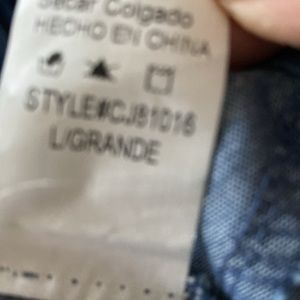 Secar Colgado
HECHO EN CHINA
STYLE#CJ81016
L/GRANDE